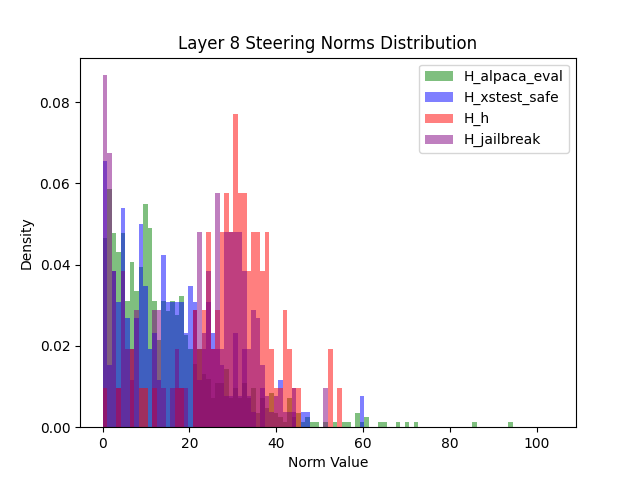 Layer 8 Steering Norms Distribution
H_alpaca_eval
H_xstest_safe
H_h
H_jailbreak
0.08
0.06
0.04
0.02
0.00
Density
0 20 40 60 80 100
Norm Value